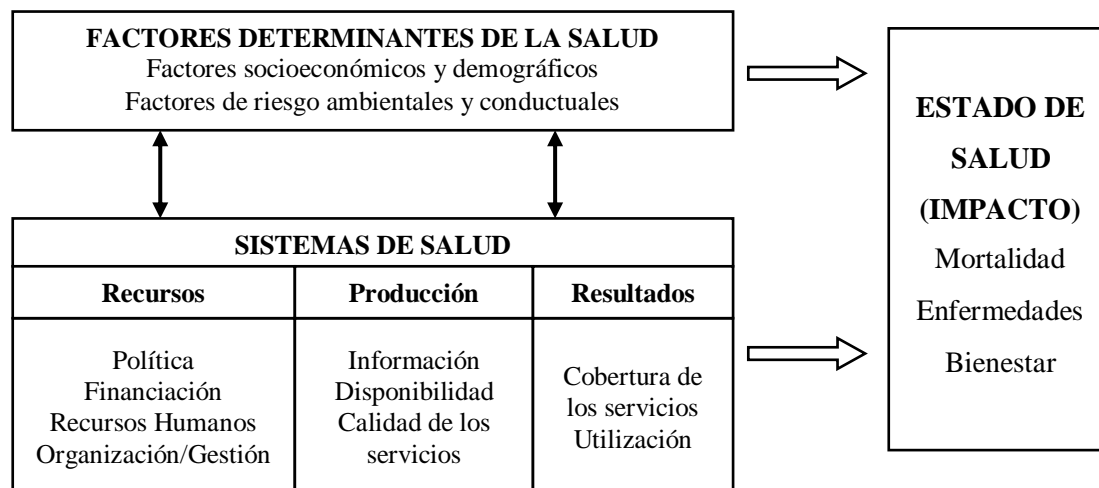 FACTORES DETERMINANTES DE LA SALUD
Factores socioeconómicos y demográficos
Factores de riesgo ambientales y conductuales
SISTEMAS DE SALUD
Recursos
Política
Financiación
Recursos Humanos
Organización/Gestión
Producción
Información
Disponibilidad
Calidad de los
servicios
Resultados
Cobertura de
los servicios
Utilización
ESTADO DE
SALUD
(IMPACTO)
Mortalidad
Enfermedades
Bienestar